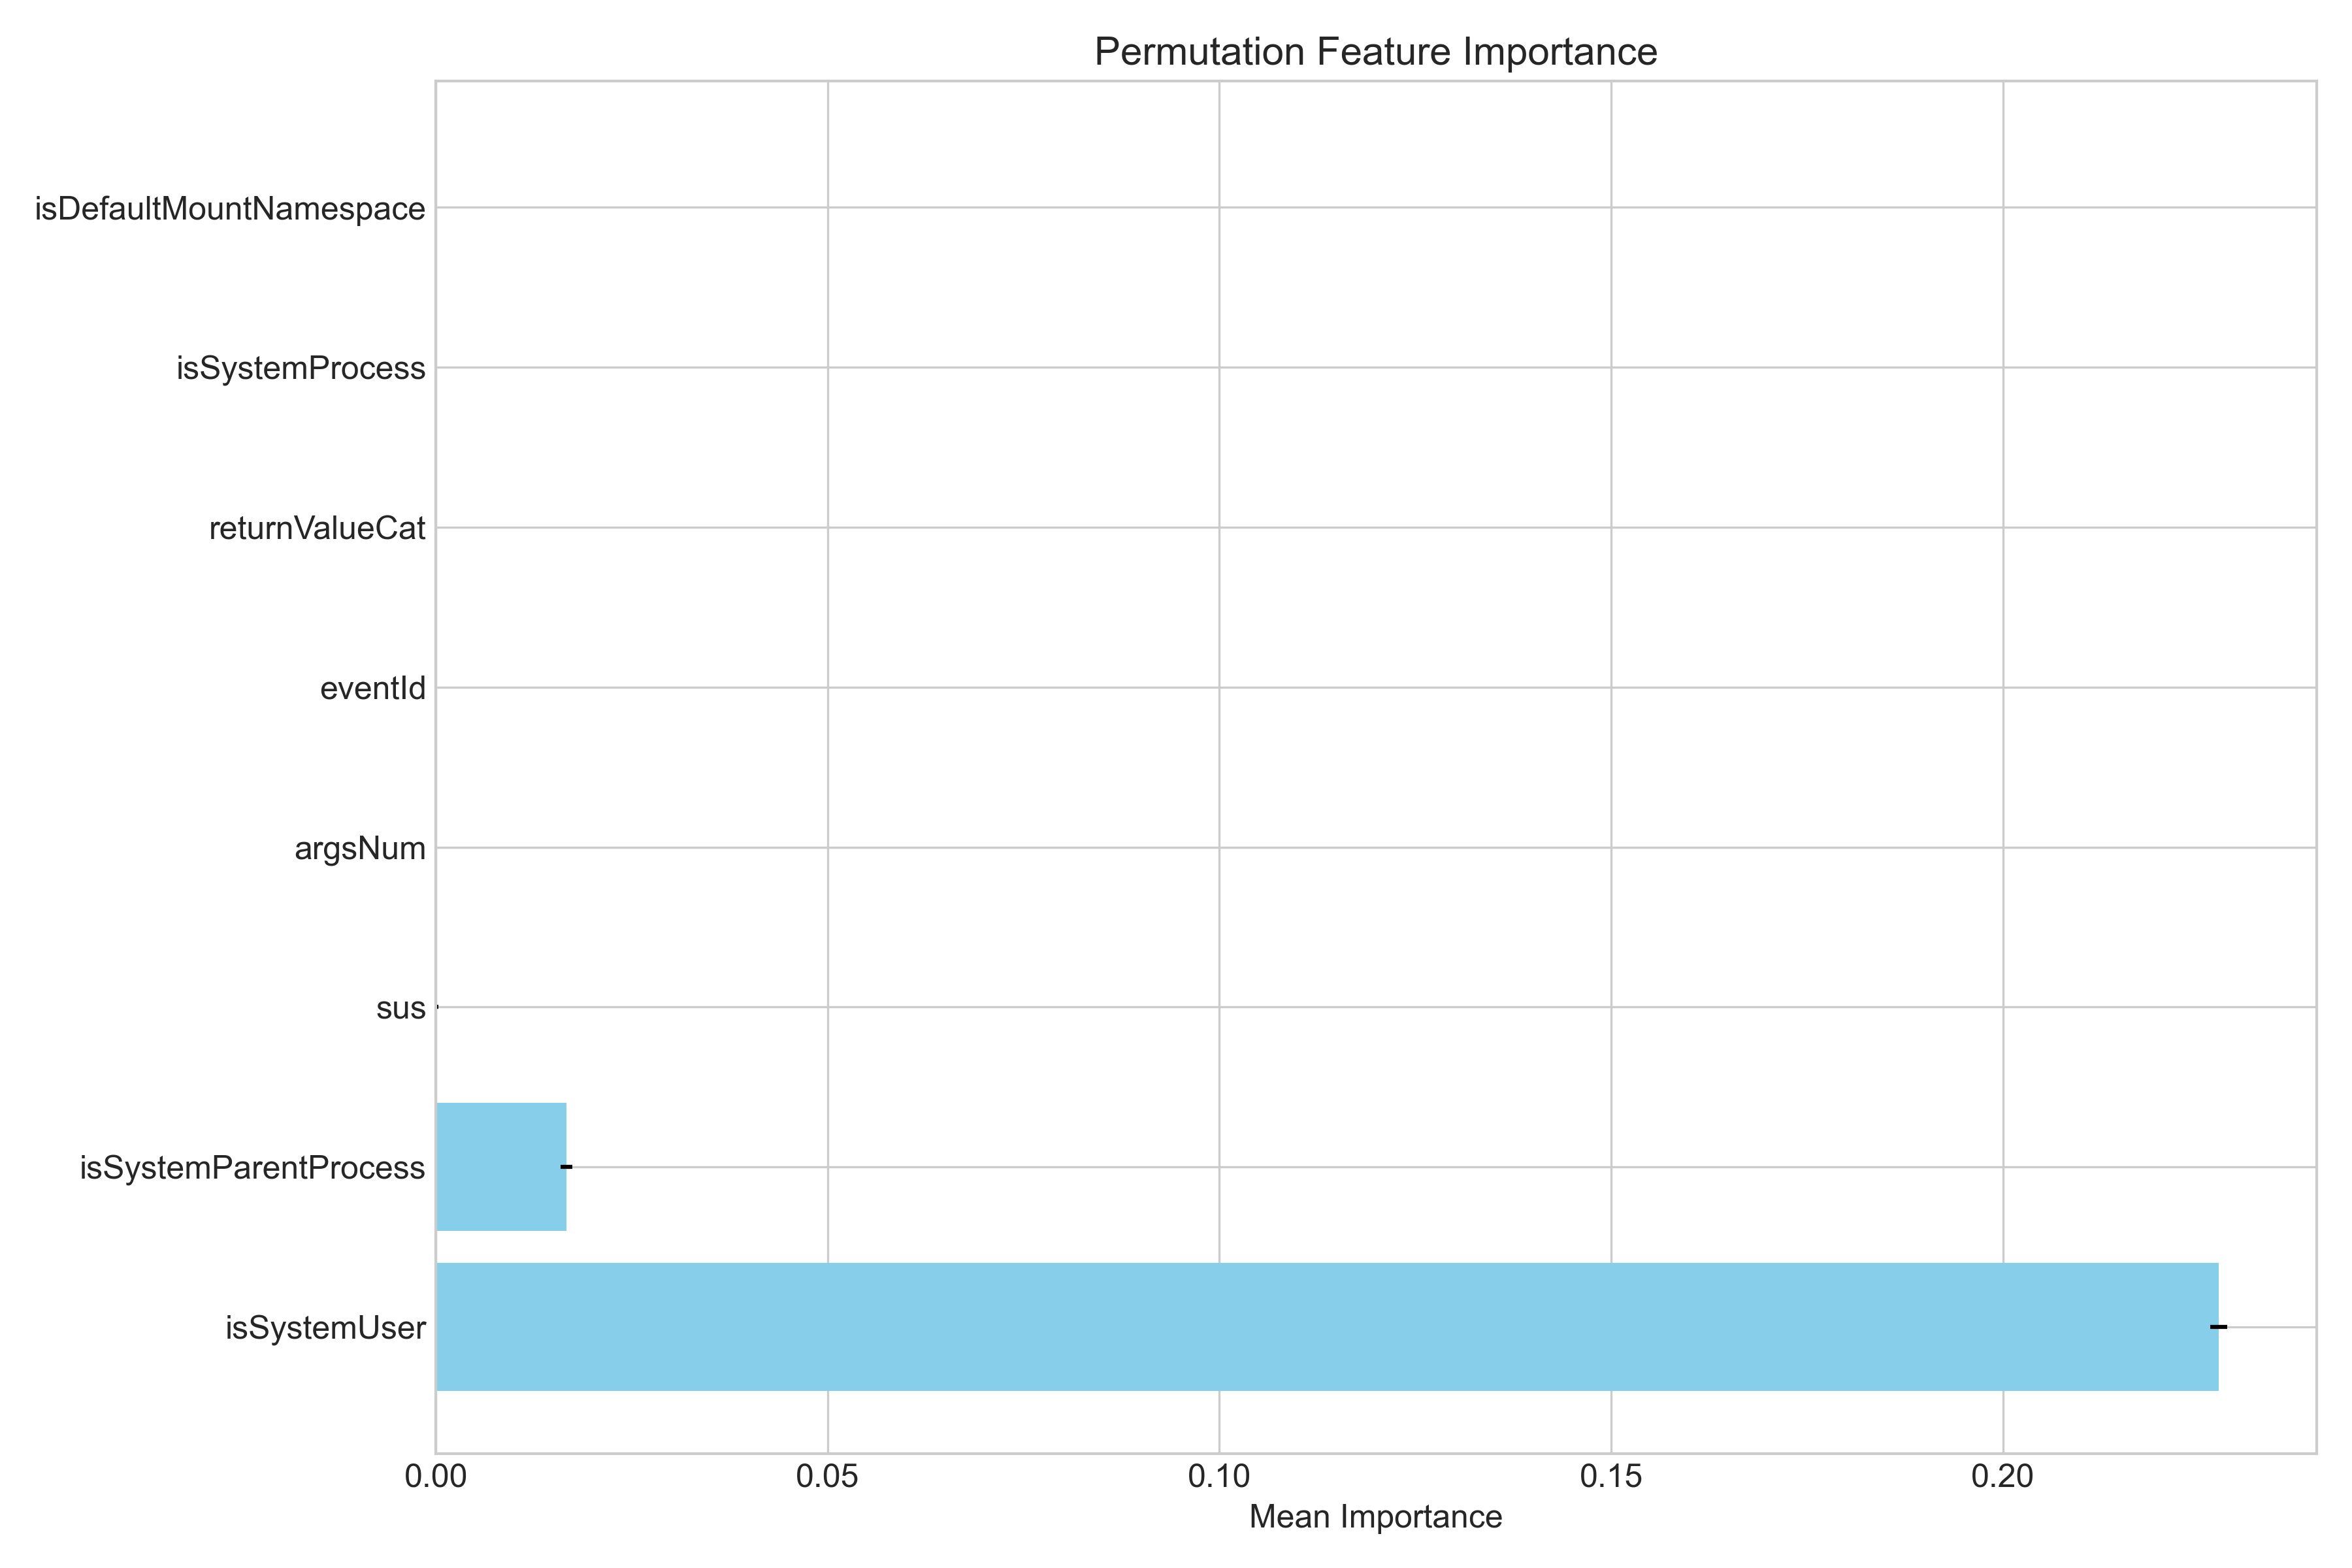 Permutation Feature Importance
isDefaultMountNamespace
isSystemProcess
returnValueCat
eventId
argsNum
sus
isSystemParentProcess
isSystemUser
0.00 0.05 0.10 0.15 0.20
Mean Importance